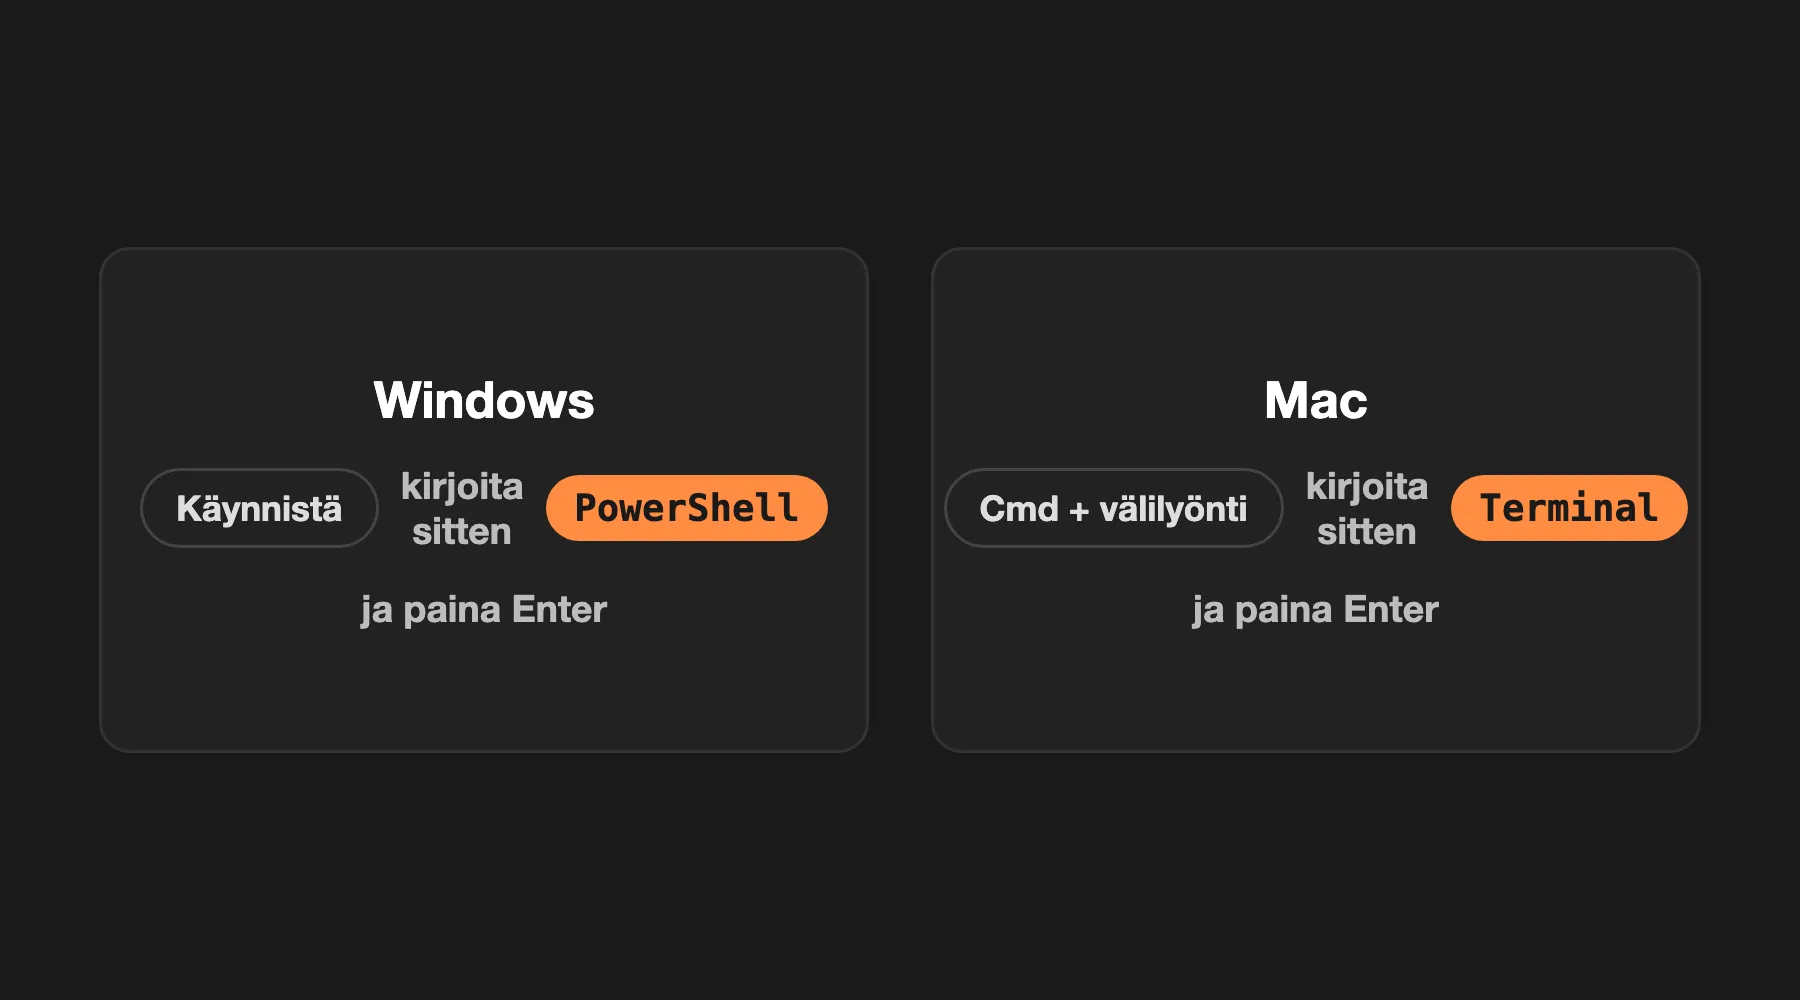 Windows
Käynnistä kirjoita sitten PowerShell
ja paina Enter
Mac
Cmd + välilyönti kirjoita sitten Terminal
ja paina Enter